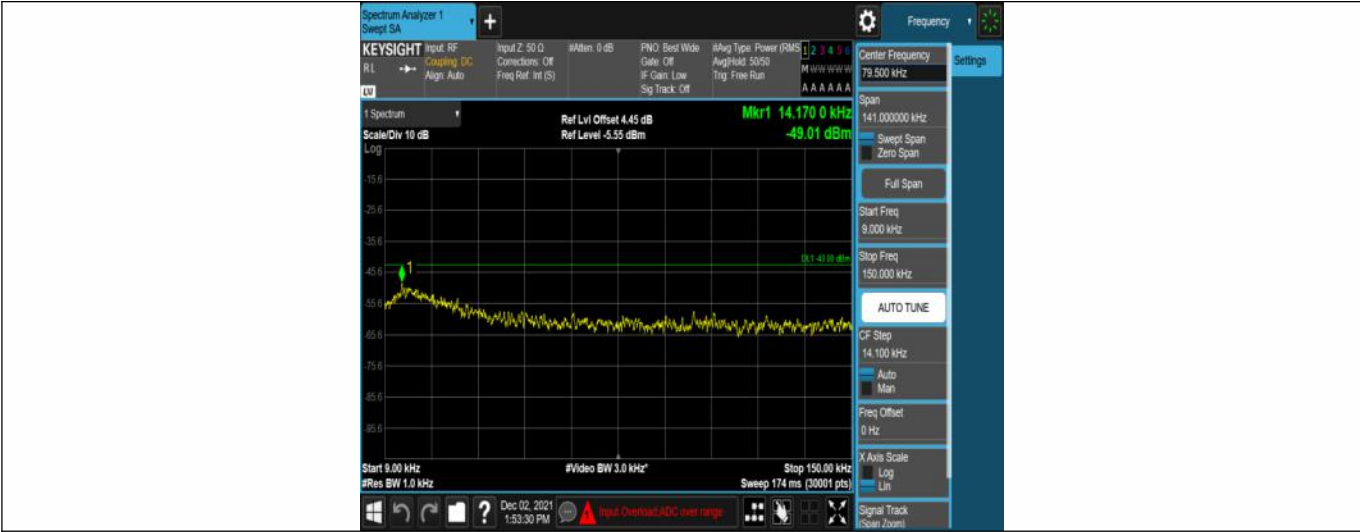 Spectrum Analyzer 1
Swept SA
+
Frequency
KEYSIGHT
RL
LXI
Input: RF
Coupling: DC
Align: Auto
Input Z: 50 Ω
Corrections: Off
Freq Ref: Int (S)
#Atten: 0 dB
PNO: Best Wide
Gate: Off
IF Gain: Low
Sig Track: Off
#Avg Type: Power (RMS
Avg|Hold: 50/50
Trig: Free Run
1 2 3 4 5 6
M W W W W W
A A A A A A
Center Frequency
79.500 kHz
Settings
1 Spectrum
Scale/Div 10 dB
Log
Ref Lvl Offset 4.45 dB
Ref Level -5.55 dBm
Mkr1 14.170 0 kHz
-49.01 dBm
Span
141.000000 kHz
Swept Span
Zero Span
Full Span
Start Freq
9.000 kHz
Stop Freq
150.000 kHz
AUTO TUNE
CF Step
14.100 kHz
Auto
Man
Freq Offset
0 Hz
X Axis Scale
Log
Lin
Signal Track
(Span Zoom)
-15.6
-25.6
-35.6
DL1 -43.00 dBm
1
-45.6
-55.6
-65.6
-75.6
-85.6
-95.6
Start 9.00 kHz
#Res BW 1.0 kHz
#Video BW 3.0 kHz*
Stop 150.00 kHz
Sweep 174 ms (30001 pts)
?
Dec 02, 2021
1:53:30 PM
Input Overload;ADC over range